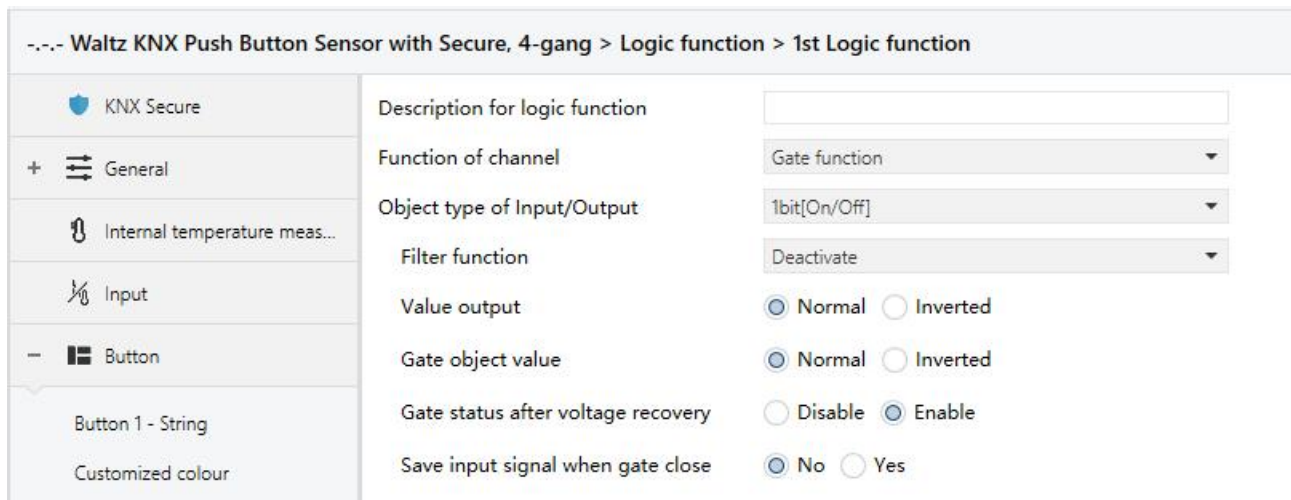 -.-.- Waltz KNX Push Button Sensor with Secure, 4-gang > Logic function > 1st Logic function
KNX Secure
+ General
Internal temperature meas...
Input
− Button
Button 1 - String
Customized colour
Description for logic function
Function of channel Gate function
Object type of Input/Output 1bit[On/Off]
Filter function Deactivate
Value output Normal Inverted
Gate object value Normal Inverted
Gate status after voltage recovery Disable Enable
Save input signal when gate close No Yes